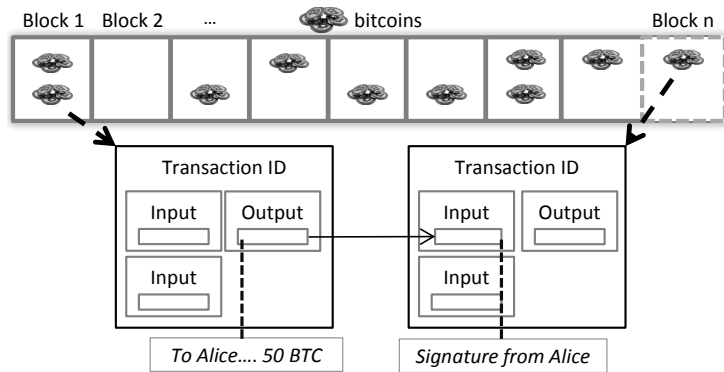 Block 1 Block 2 ... bitcoins Block n
Transaction ID Transaction ID
Input Output Input Output
Input Input
To Alice.... 50 BTC Signature from Alice